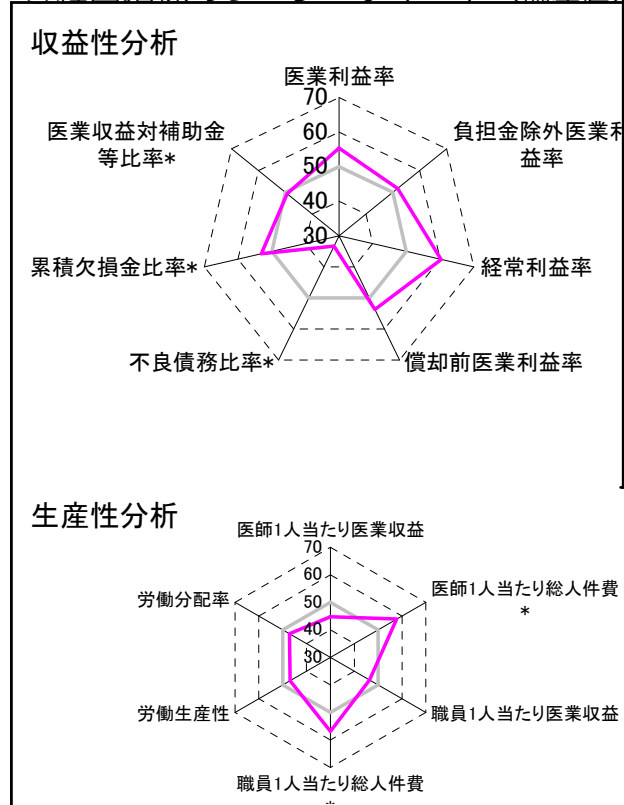 収益性分析
医業利益率
70
60
50
40
30
医業収益対補助金
等比率*
負担金除外医業利
益率
累積欠損金比率*
経常利益率
不良債務比率*
償却前医業利益率
生産性分析
医師1人当たり医業収益
70
60
50
40
30
労働分配率
医師1人当たり総人件費
*
労働生産性
職員1人当たり医業収益
職員1人当たり総人件費
*